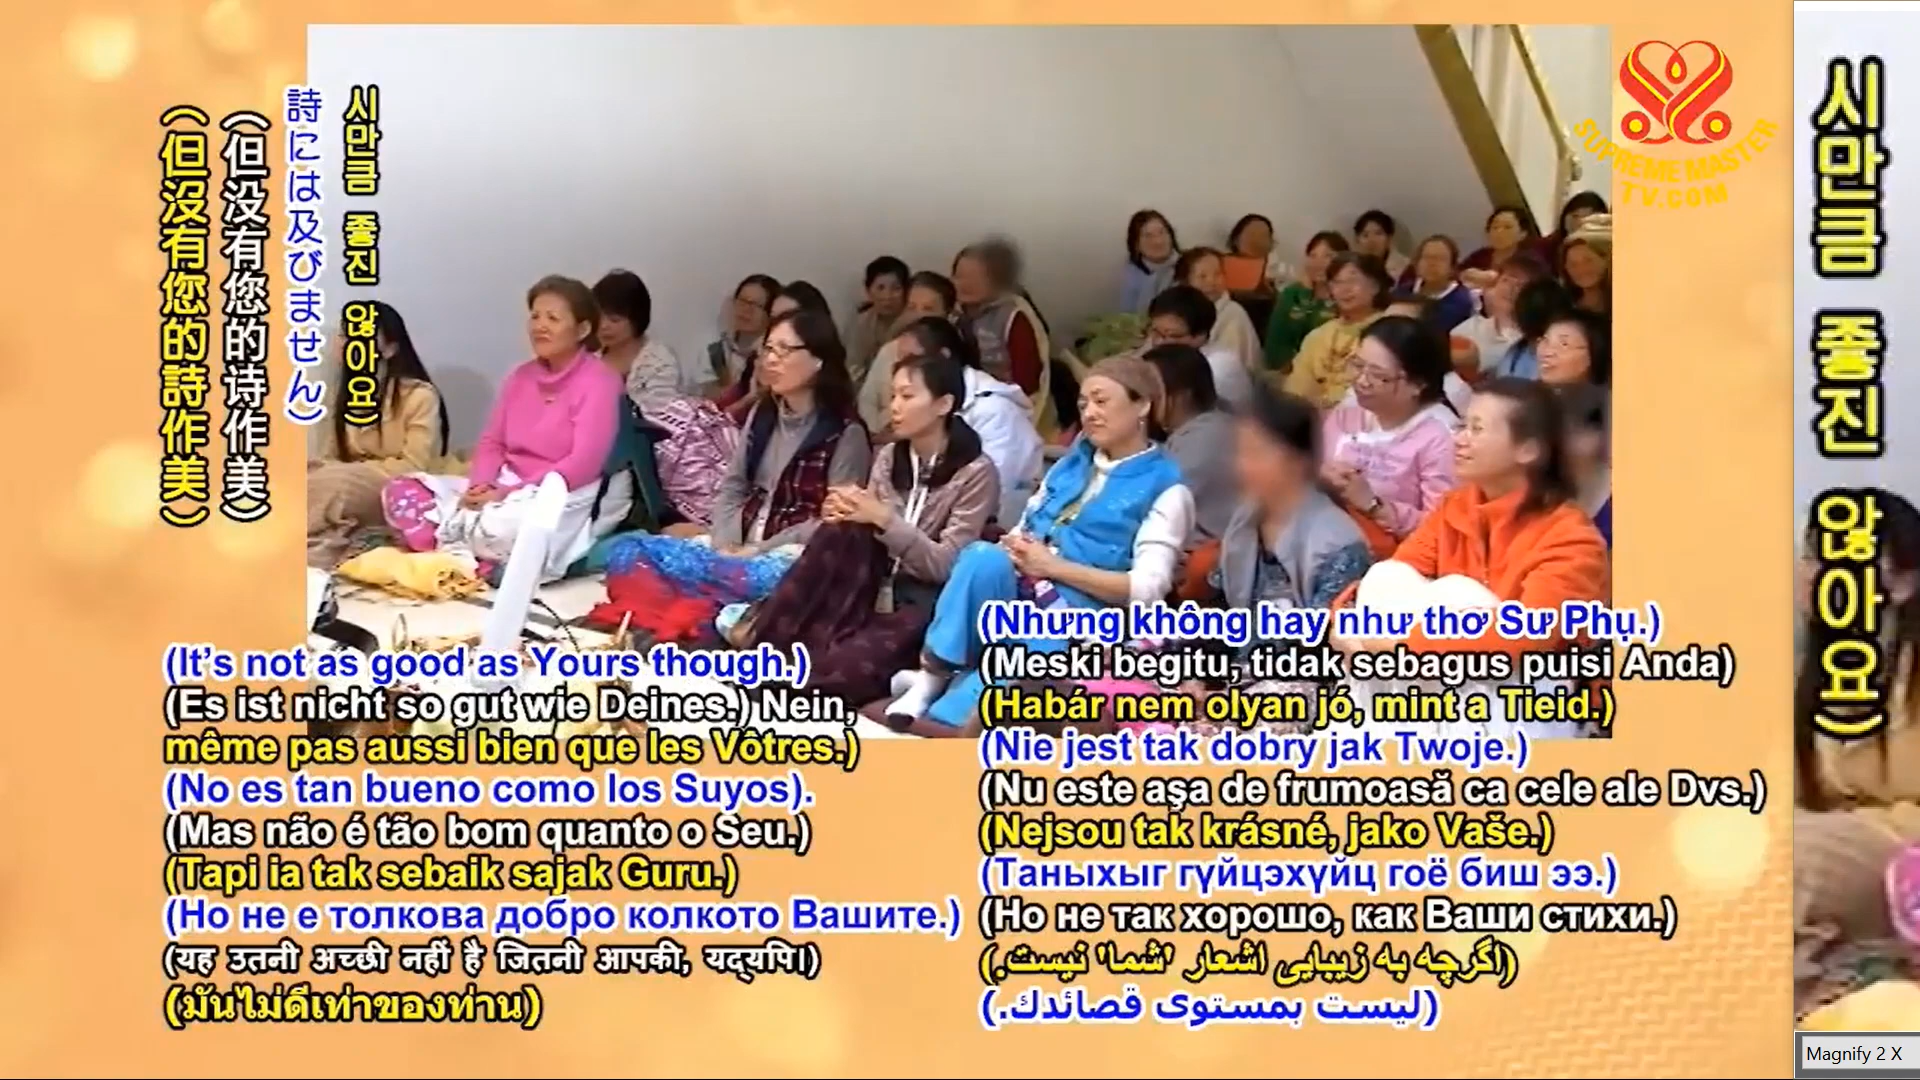 (但沒有您的詩作美)
(但没有您的诗作美)
詩には及びません)
시만큼 좋진 않아요)
SUPREME MASTER
TV.COM
(It's not as good as Yours though.)
(Es ist nicht so gut wie Deines.) Nein,
même pas aussi bien que les Vôtres.)
(No es tan bueno como los Suyos).
(Mas não é tão bom quanto o Seu.)
(Tapi ia tak sebaik sajak Guru.)
(Но не е толкова добро колкото Вашите.)
(यह उतनी अच्छी नहीं है जितनी आपकी, यद्यपि।)
(มันไม่ดีเท่าของท่าน)
(Nhưng không hay như thơ Sư Phụ.)
(Meski begitu, tidak sebagus puisi Anda)
(Habár nem olyan jó, mint a Tieid.)
(Nie jest tak dobry jak Twoje.)
(Nu este aşa de frumoasă ca cele ale Dvs.)
(Nejsou tak krásné, jako Vaše.)
(Таныхыг гүйцэхүйц гоё биш ээ.)
(Но не так хорошо, как Ваши стихи.)
(اگرچه به زیبایی اشعار 'شما' نیست.)
(ليست بمستوى قصائدك.)
시만큼 좋진 않아요)
Magnify 2 X